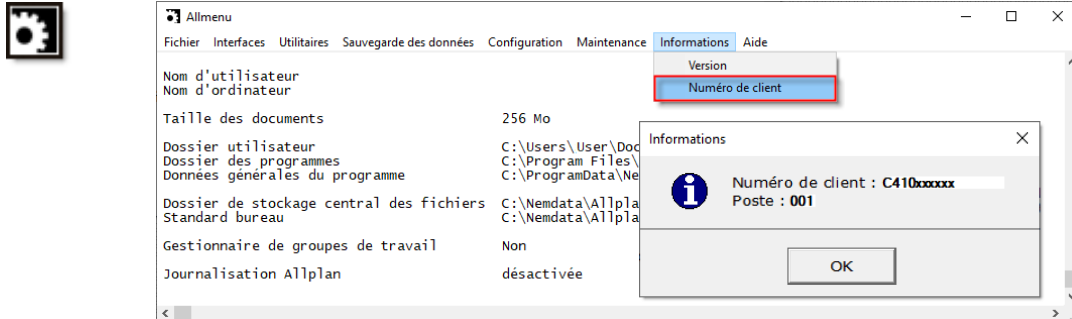 Allmenu
Fichier Interfaces Utilitaires Sauvegarde des données Configuration Maintenance Informations Aide
Version
Numéro de client
Nom d'utilisateur
Nom d'ordinateur
Taille des documents 256 Mo
Dossier utilisateur C:\Users\User\Doc
Dossier des programmes C:\Program Files\
Données générales du programme C:\ProgramData\Ne
Dossier de stockage central des fichiers C:\Nemdata\Allpla
Standard bureau C:\Nemdata\Allpla
Gestionnaire de groupes de travail Non
Journalisation Allplan désactivée
Informations
Numéro de client : C410xxxxxx
Poste : 001
OK